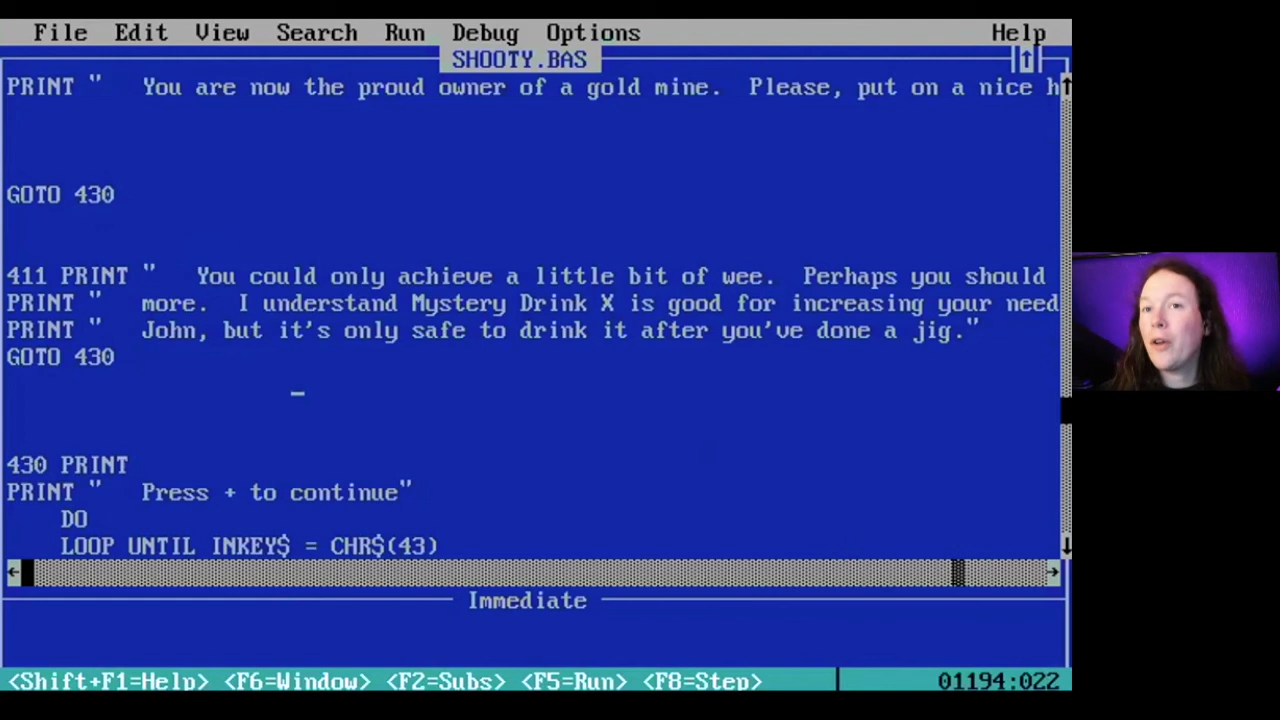 File Edit View Search Run Debug Options Help
SHOOTY.BAS
PRINT "   You are now the proud owner of a gold mine.  Please, put on a nice h
GOTO 430
411 PRINT "   You could only achieve a little bit of wee.  Perhaps you should
PRINT "   more.  I understand Mystery Drink X is good for increasing your need
PRINT "   John, but it's only safe to drink it after you've done a jig."
GOTO 430
430 PRINT
PRINT "   Press + to continue"
DO
LOOP UNTIL INKEY$ = CHR$(43)
Immediate
<Shift+F1=Help> <F6=Window> <F2=Subs> <F5=Run> <F8=Step> 01194:022